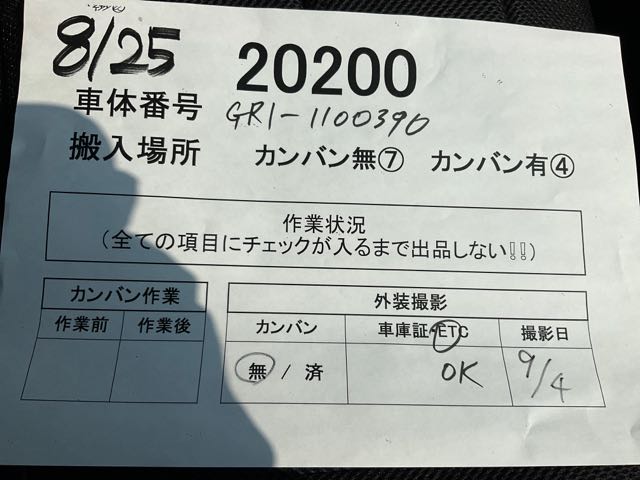 8/25 20200
車体番号 GR1-1100390
搬入場所 カンバン無⑦ カンバン有④
作業状況
(全ての項目にチェックが入るまで出品しない!!)
カンバン作業 外装撮影
作業前 作業後 カンバン 車庫証・ETC 撮影日
無 / 済 OK 9/4